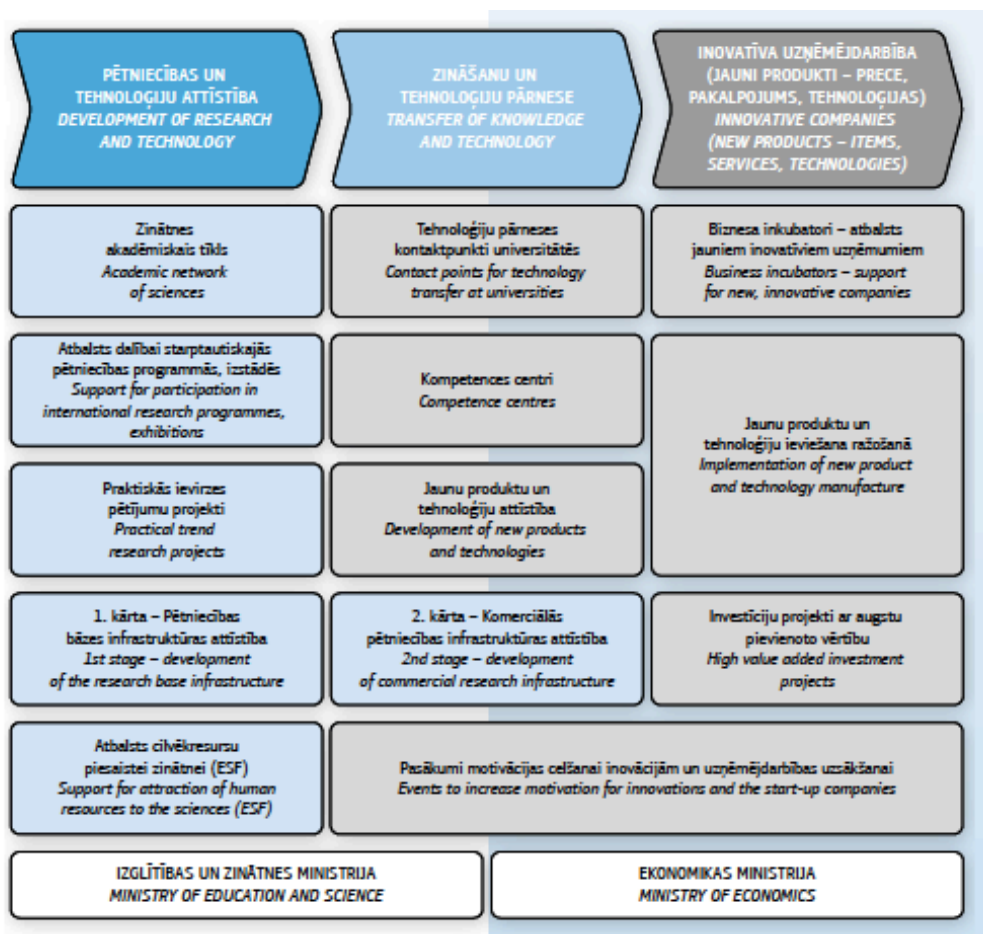 PĒTNIECĪBAS UN
TEHNOLOĢIJU ATTĪSTĪBA
DEVELOPMENT OF RESEARCH
AND TECHNOLOGY
ZINĀŠANU UN
TEHNOLOĢIJU PĀRNESE
TRANSFER OF KNOWLEDGE
AND TECHNOLOGY
INOVATĪVA UZŅĒMĒJDARBĪBA
(JAUNI PRODUKTI – PRECE,
PAKALPOJUMS, TEHNOLOĢIJAS)
INNOVATIVE COMPANIES
(NEW PRODUCTS – ITEMS,
SERVICES, TECHNOLOGIES)
Zinātnes
akadēmiskais tīkls
Academic network
of sciences
Tehnoloģiju pārneses
kontaktpunkti universitātēs
Contact points for technology
transfer at universities
Biznesa inkubatori – atbalsts
jauniem inovatīviem uzņēmumiem
Business incubators – support
for new, innovative companies
Atbalsts dalībai starptautiskajās
pētniecības programmās, izstādēs
Support for participation in
international research programmes,
exhibitions
Kompetences centri
Competence centres
Jaunu produktu un
tehnoloģiju ieviešana ražošanā
Implementation of new product
and technology manufacture
Praktiskās ievirzes
pētījumu projekti
Practical trend
research projects
Jaunu produktu un
tehnoloģiju attīstība
Development of new products
and technologies
1. kārta – Pētniecības
bāzes infrastruktūras attīstība
1st stage – development
of the research base infrastructure
2. kārta – Komerciālās
pētniecības infrastruktūras attīstība
2nd stage – development
of commercial research infrastructure
Investīciju projekti ar augstu
pievienoto vērtību
High value added investment
projects
Atbalsts cilvēkresursu
piesaistei zinātnei (ESF)
Support for attraction of human
resources to the sciences (ESF)
Pasākumi motivācijas celšanai inovācijām un uzņēmējdarbības uzsākšanai
Events to increase motivation for innovations and the start-up companies
IZGLĪTĪBAS UN ZINĀTNES MINISTRIJA
MINISTRY OF EDUCATION AND SCIENCE
EKONOMIKAS MINISTRIJA
MINISTRY OF ECONOMICS